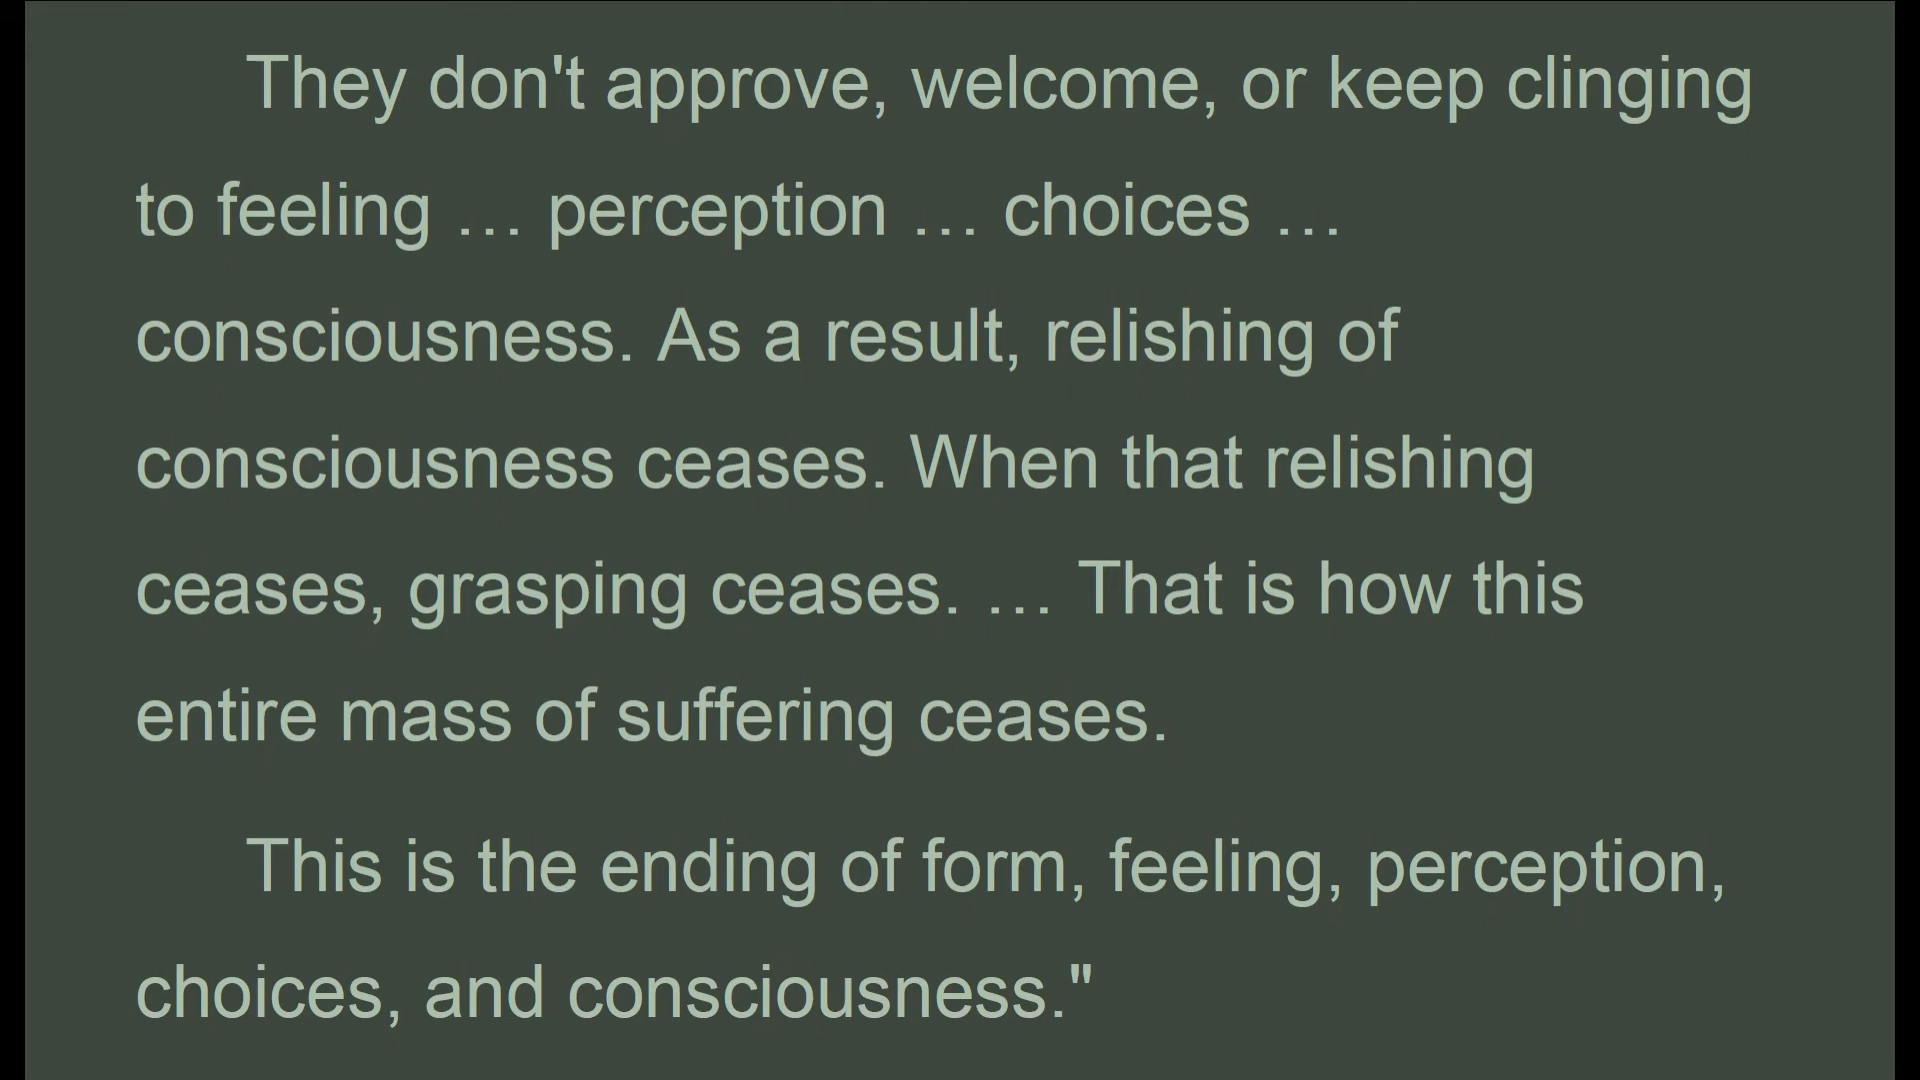 They don't approve, welcome, or keep clinging
to feeling … perception … choices …
consciousness. As a result, relishing of
consciousness ceases. When that relishing
ceases, grasping ceases. … That is how this
entire mass of suffering ceases.
This is the ending of form, feeling, perception,
choices, and consciousness."